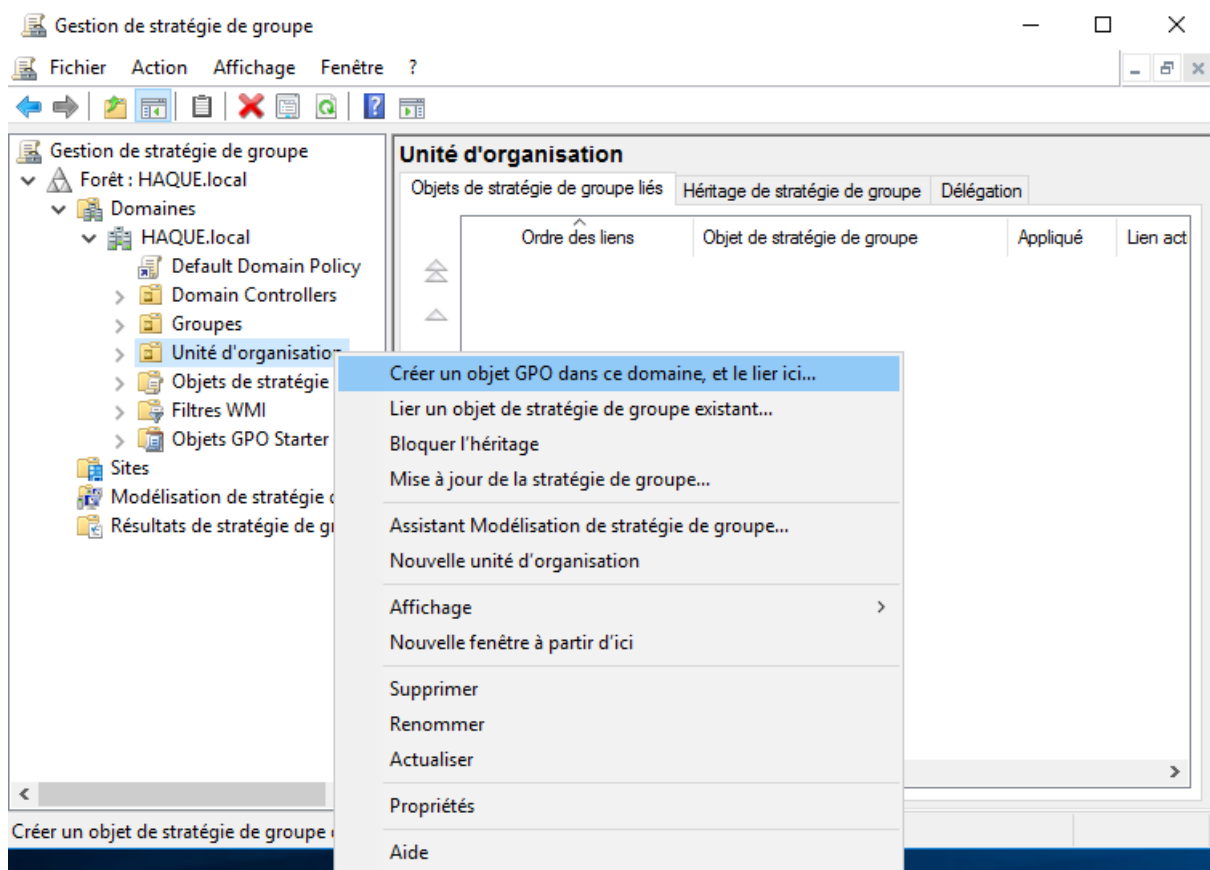 Gestion de stratégie de groupe
Fichier Action Affichage Fenêtre ?
Gestion de stratégie de groupe
Forêt : HAQUE.local
Domaines
HAQUE.local
Default Domain Policy
Domain Controllers
Groupes
Unité d'organisation
Objets de stratégie
Filtres WMI
Objets GPO Starter
Sites
Modélisation de stratégie
Résultats de stratégie de
Unité d'organisation
Objets de stratégie de groupe liés Héritage de stratégie de groupe Délégation
Ordre des liens Objet de stratégie de groupe Appliqué Lien act
Créer un objet GPO dans ce domaine, et le lier ici...
Lier un objet de stratégie de groupe existant...
Bloquer l'héritage
Mise à jour de la stratégie de groupe...
Assistant Modélisation de stratégie de groupe...
Nouvelle unité d'organisation
Affichage
Nouvelle fenêtre à partir d'ici
Supprimer
Renommer
Actualiser
Propriétés
Aide
Créer un objet de stratégie de groupe